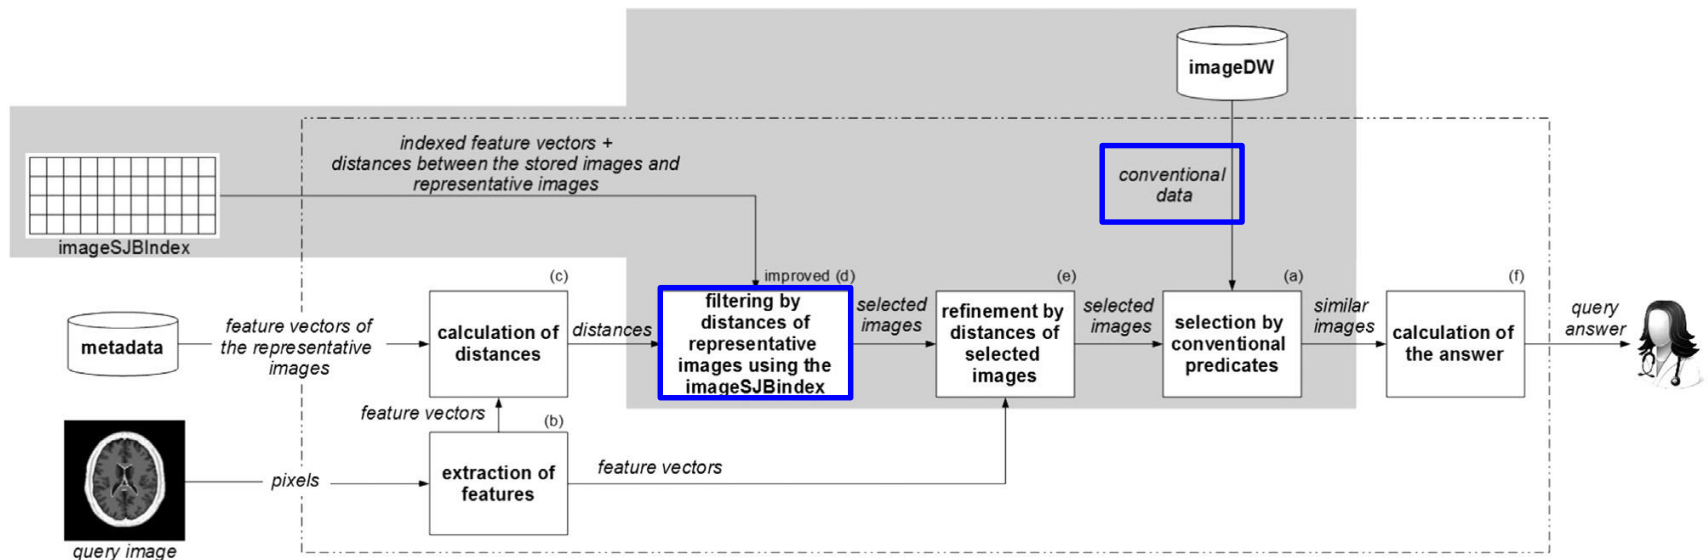 imageDW
indexed feature vectors +
distances between the stored images and
representative images
conventional
data
imageSJBIndex
(c)
improved (d)
(e)
(a)
(f)
metadata
feature vectors of
the representative
images
calculation of
distances
distances
filtering by
distances of
representative
images using the
imageSJBindex
selected
images
refinement by
distances of
selected
images
selected
images
selection by
conventional
predicates
similar
images
calculation of
the answer
query
answer
feature vectors
(b)
pixels
extraction of
features
feature vectors
query image